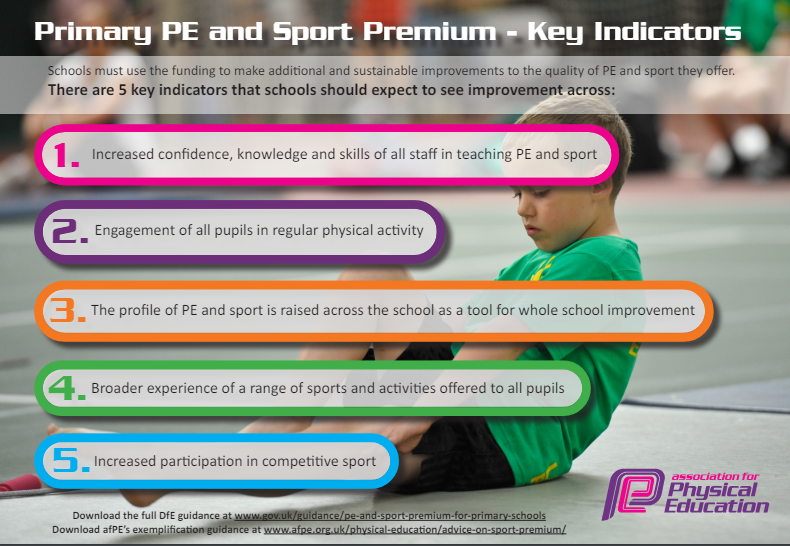 Primary PE and Sport Premium - Key Indicators
Schools must use the funding to make additional and sustainable improvements to the quality of PE and sport they offer.
There are 5 key indicators that schools should expect to see improvement across:
1. Increased confidence, knowledge and skills of all staff in teaching PE and sport
2. Engagement of all pupils in regular physical activity
3. The profile of PE and sport is raised across the school as a tool for whole school improvement
4. Broader experience of a range of sports and activities offered to all pupils
5. Increased participation in competitive sport
Download the full DfE guidance at www.gov.uk/guidance/pe-and-sport-premium-for-primary-schools
Download afPE's exemplification guidance at www.afpe.org.uk/physical-education/advice-on-sport-premium/
association for
Physical
Education